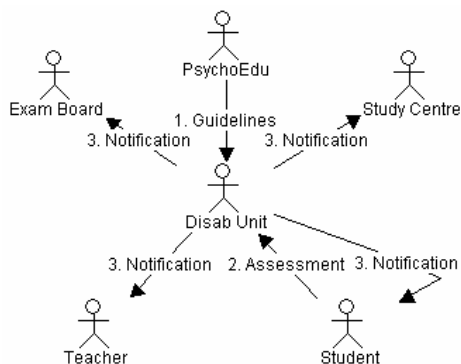 PsychoEdu
Exam Board
Study Centre
1. Guidelines
3. Notification
3. Notification
Disab Unit
3. Notification
2. Assessment
3. Notification
Teacher
Student